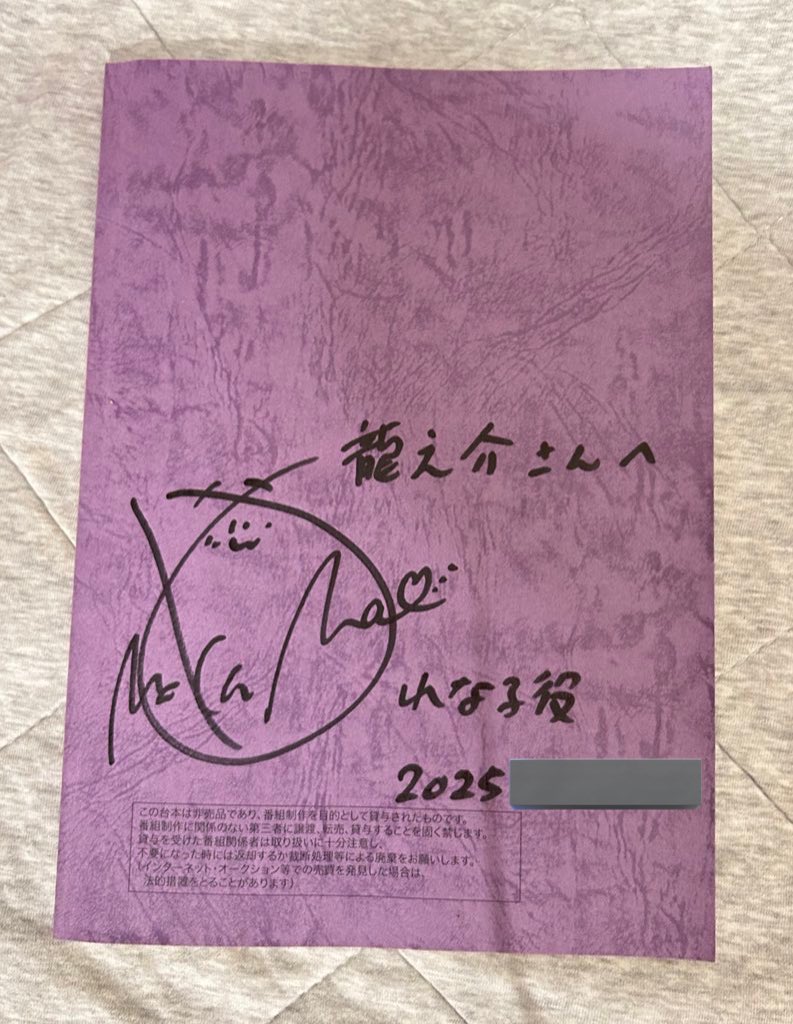 龍之介さんへ
れな子役
2025
この台本は非売品であり、番組制作を目的として貸与されたものです。
番組制作に関係のない第三者に譲渡、転売、貸与することを固く禁じます。
貸与を受けた番組関係者は取り扱いに十分注意し、
不要になった時には返却するか裁断処理等による廃棄をお願いします。
(インターネット・オークション等での売買を発見した場合は、
法的措置をとることがあります)